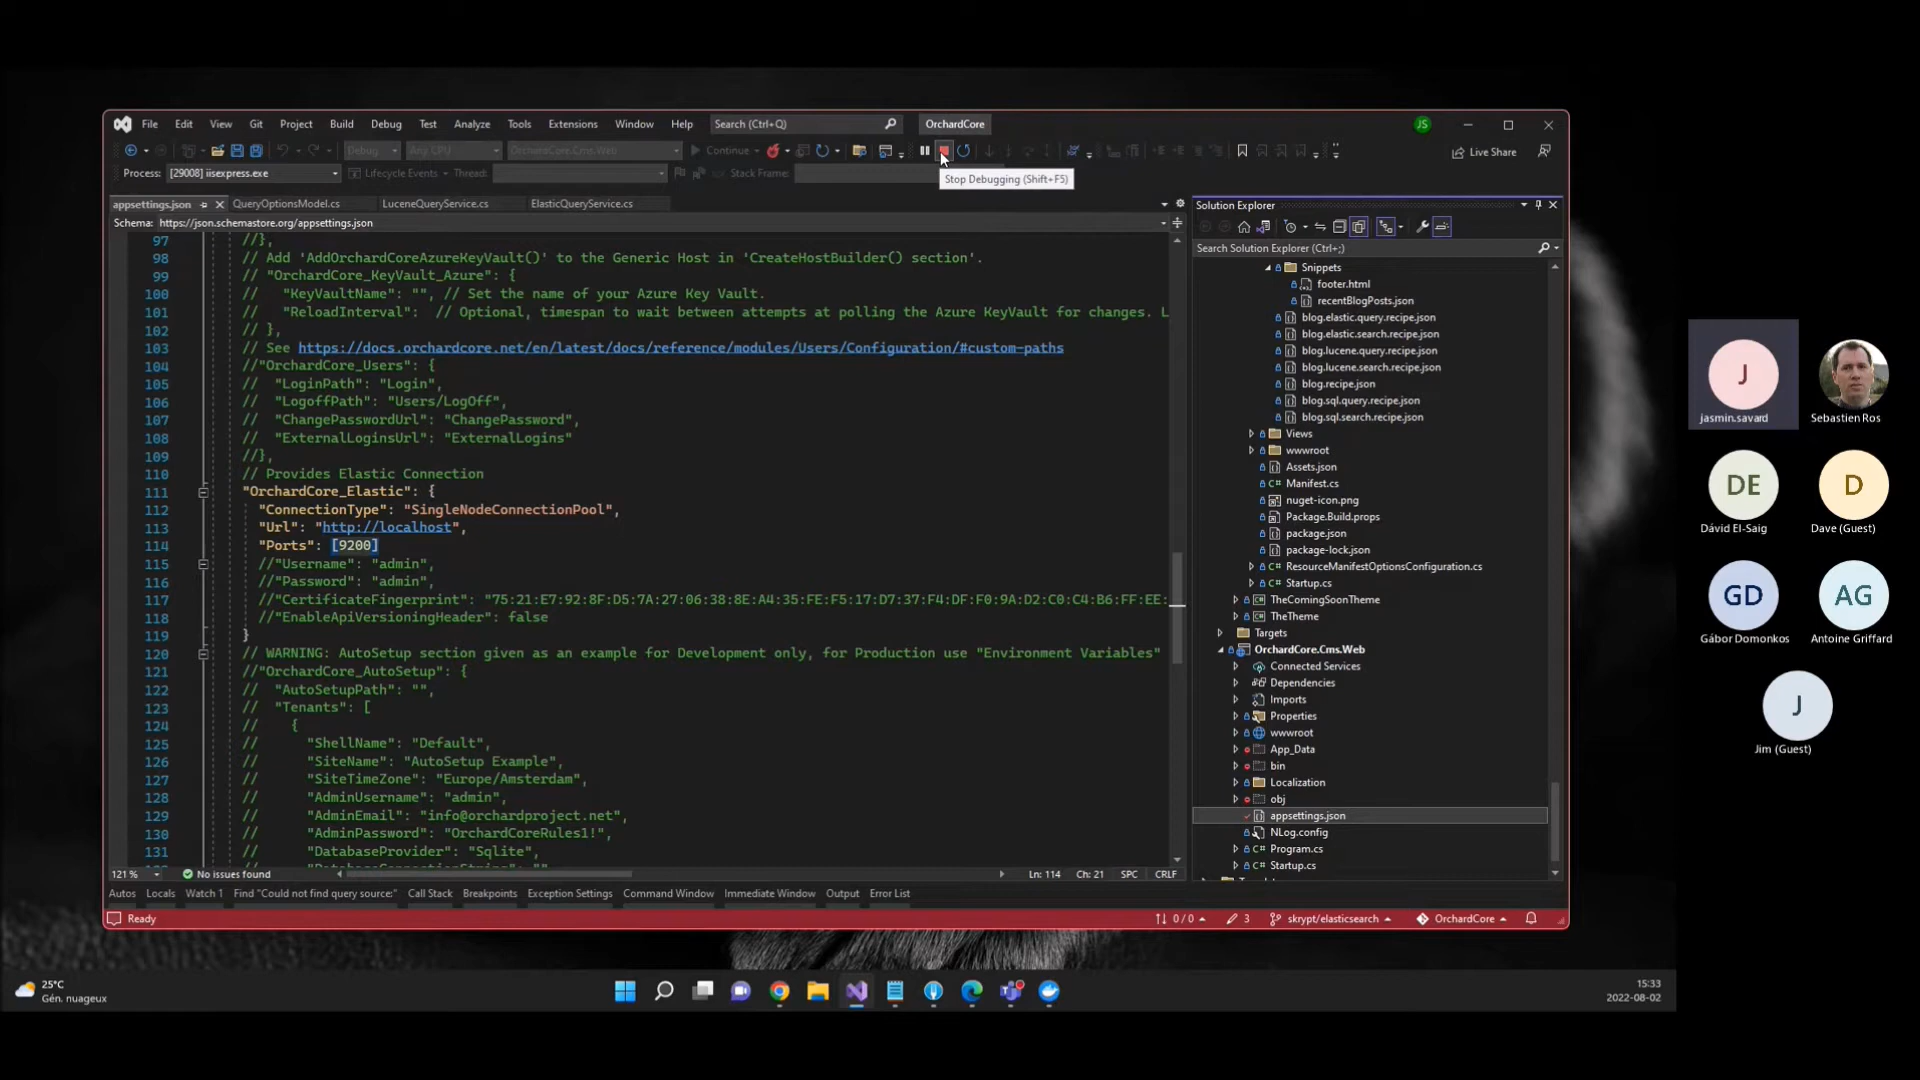 File Edit View Git Project Build Debug Test Analyze Tools Extensions Window Help Search (Ctrl+Q) OrchardCore JS
Debug Any CPU OrchardCore.Cms.Web Continue Live Share
Process: [29008] iisexpress.exe Lifecycle Events Thread: Stack Frame:
Stop Debugging (Shift+F5)
appsettings.json QueryOptionsModel.cs LuceneQueryService.cs ElasticQueryService.cs
Schema: https://json.schemastore.org/appsettings.json
97 //},
98 // Add 'AddOrchardCoreAzureKeyVault()' to the Generic Host in 'CreateHostBuilder() section'.
99 // "OrchardCore_KeyVault_Azure": {
100 // "KeyVaultName": "", // Set the name of your Azure Key Vault.
101 // "ReloadInterval": // Optional, timespan to wait between attempts at polling the Azure KeyVault for changes. L
102 // },
103 // See https://docs.orchardcore.net/en/latest/docs/reference/modules/Users/Configuration/#custom-paths
104 //"OrchardCore_Users": {
105 // "LoginPath": "Login",
106 // "LogoffPath": "Users/LogOff",
107 // "ChangePasswordUrl": "ChangePassword",
108 // "ExternalLoginsUrl": "ExternalLogins"
109 //},
110 // Provides Elastic Connection
111 "OrchardCore_Elastic": {
112 "ConnectionType": "SingleNodeConnectionPool",
113 "Url": "http://localhost",
114 "Ports": [9200]
115 //"Username": "admin",
116 //"Password": "admin",
117 //"CertificateFingerprint": "75:21:E7:92:8F:D5:7A:27:06:38:8E:A4:35:FE:F5:17:D7:37:F4:DF:F0:9A:D2:C0:C4:B6:FF:EE:
118 //"EnableApiVersioningHeader": false
119 }
120 // WARNING: AutoSetup section given as an example for Development only, for Production use "Environment Variables"
121 //"OrchardCore_AutoSetup": {
122 // "AutoSetupPath": "",
123 // "Tenants": [
124 // {
125 // "ShellName": "Default",
126 // "SiteName": "AutoSetup Example",
127 // "SiteTimeZone": "Europe/Amsterdam",
128 // "AdminUsername": "admin",
129 // "AdminEmail": "info@orchardproject.net",
130 // "AdminPassword": "OrchardCoreRules1!",
131 // "DatabaseProvider": "Sqlite",
121 % No issues found Ln: 114 Ch: 21 SPC CRLF
Autos Locals Watch 1 Find "Could not find query source:" Call Stack Breakpoints Exception Settings Command Window Immediate Window Output Error List
Ready 0 / 0 3 skrypt/elasticsearch OrchardCore
Solution Explorer
Search Solution Explorer (Ctrl+;)
Snippets
footer.html
recentBlogPosts.json
blog.elastic.query.recipe.json
blog.elastic.search.recipe.json
blog.lucene.query.recipe.json
blog.lucene.search.recipe.json
blog.recipe.json
blog.sql.query.recipe.json
blog.sql.search.recipe.json
Views
wwwroot
Assets.json
Manifest.cs
nuget-icon.png
Package.Build.props
package.json
package-lock.json
ResourceManifestOptionsConfiguration.cs
Startup.cs
TheComingSoonTheme
TheTheme
Targets
OrchardCore.Cms.Web
Connected Services
Dependencies
Imports
Properties
wwwroot
App_Data
bin
Localization
obj
appsettings.json
NLog.config
Program.cs
Startup.cs
J
jasmin.savard Sebastien Ros
DE D
Dávid El-Saig Dave (Guest)
GD AG
Gábor Domonkos Antoine Griffard
J
Jim (Guest)
25°C
Gén. nuageux
15:33
2022-08-02